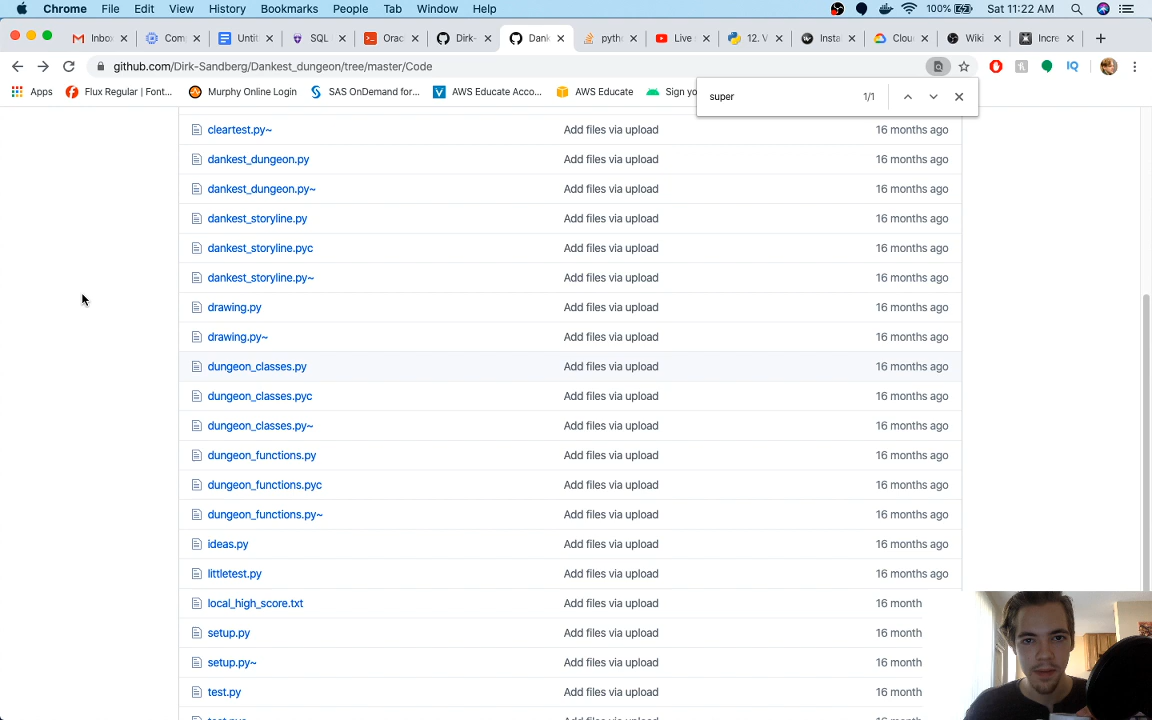 Chrome File Edit View History Bookmarks People Tab Window Help 100% Sat 11:22 AM
Inbo Com Untit SQL Orac Dirk- Dank pyth Live 12. V Insta Clou Wiki Incre
github.com/Dirk-Sandberg/Dankest_dungeon/tree/master/Code
Apps Flux Regular | Font... Murphy Online Login SAS OnDemand for... AWS Educate Acco... AWS Educate Sign yo
super 1/1
cleartest.py~ Add files via upload 16 months ago
dankest_dungeon.py Add files via upload 16 months ago
dankest_dungeon.py~ Add files via upload 16 months ago
dankest_storyline.py Add files via upload 16 months ago
dankest_storyline.pyc Add files via upload 16 months ago
dankest_storyline.py~ Add files via upload 16 months ago
drawing.py Add files via upload 16 months ago
drawing.py~ Add files via upload 16 months ago
dungeon_classes.py Add files via upload 16 months ago
dungeon_classes.pyc Add files via upload 16 months ago
dungeon_classes.py~ Add files via upload 16 months ago
dungeon_functions.py Add files via upload 16 months ago
dungeon_functions.pyc Add files via upload 16 months ago
dungeon_functions.py~ Add files via upload 16 months ago
ideas.py Add files via upload 16 months ago
littletest.py Add files via upload 16 months ago
local_high_score.txt Add files via upload 16 month
setup.py Add files via upload 16 month
setup.py~ Add files via upload 16 month
test.py Add files via upload 16 month